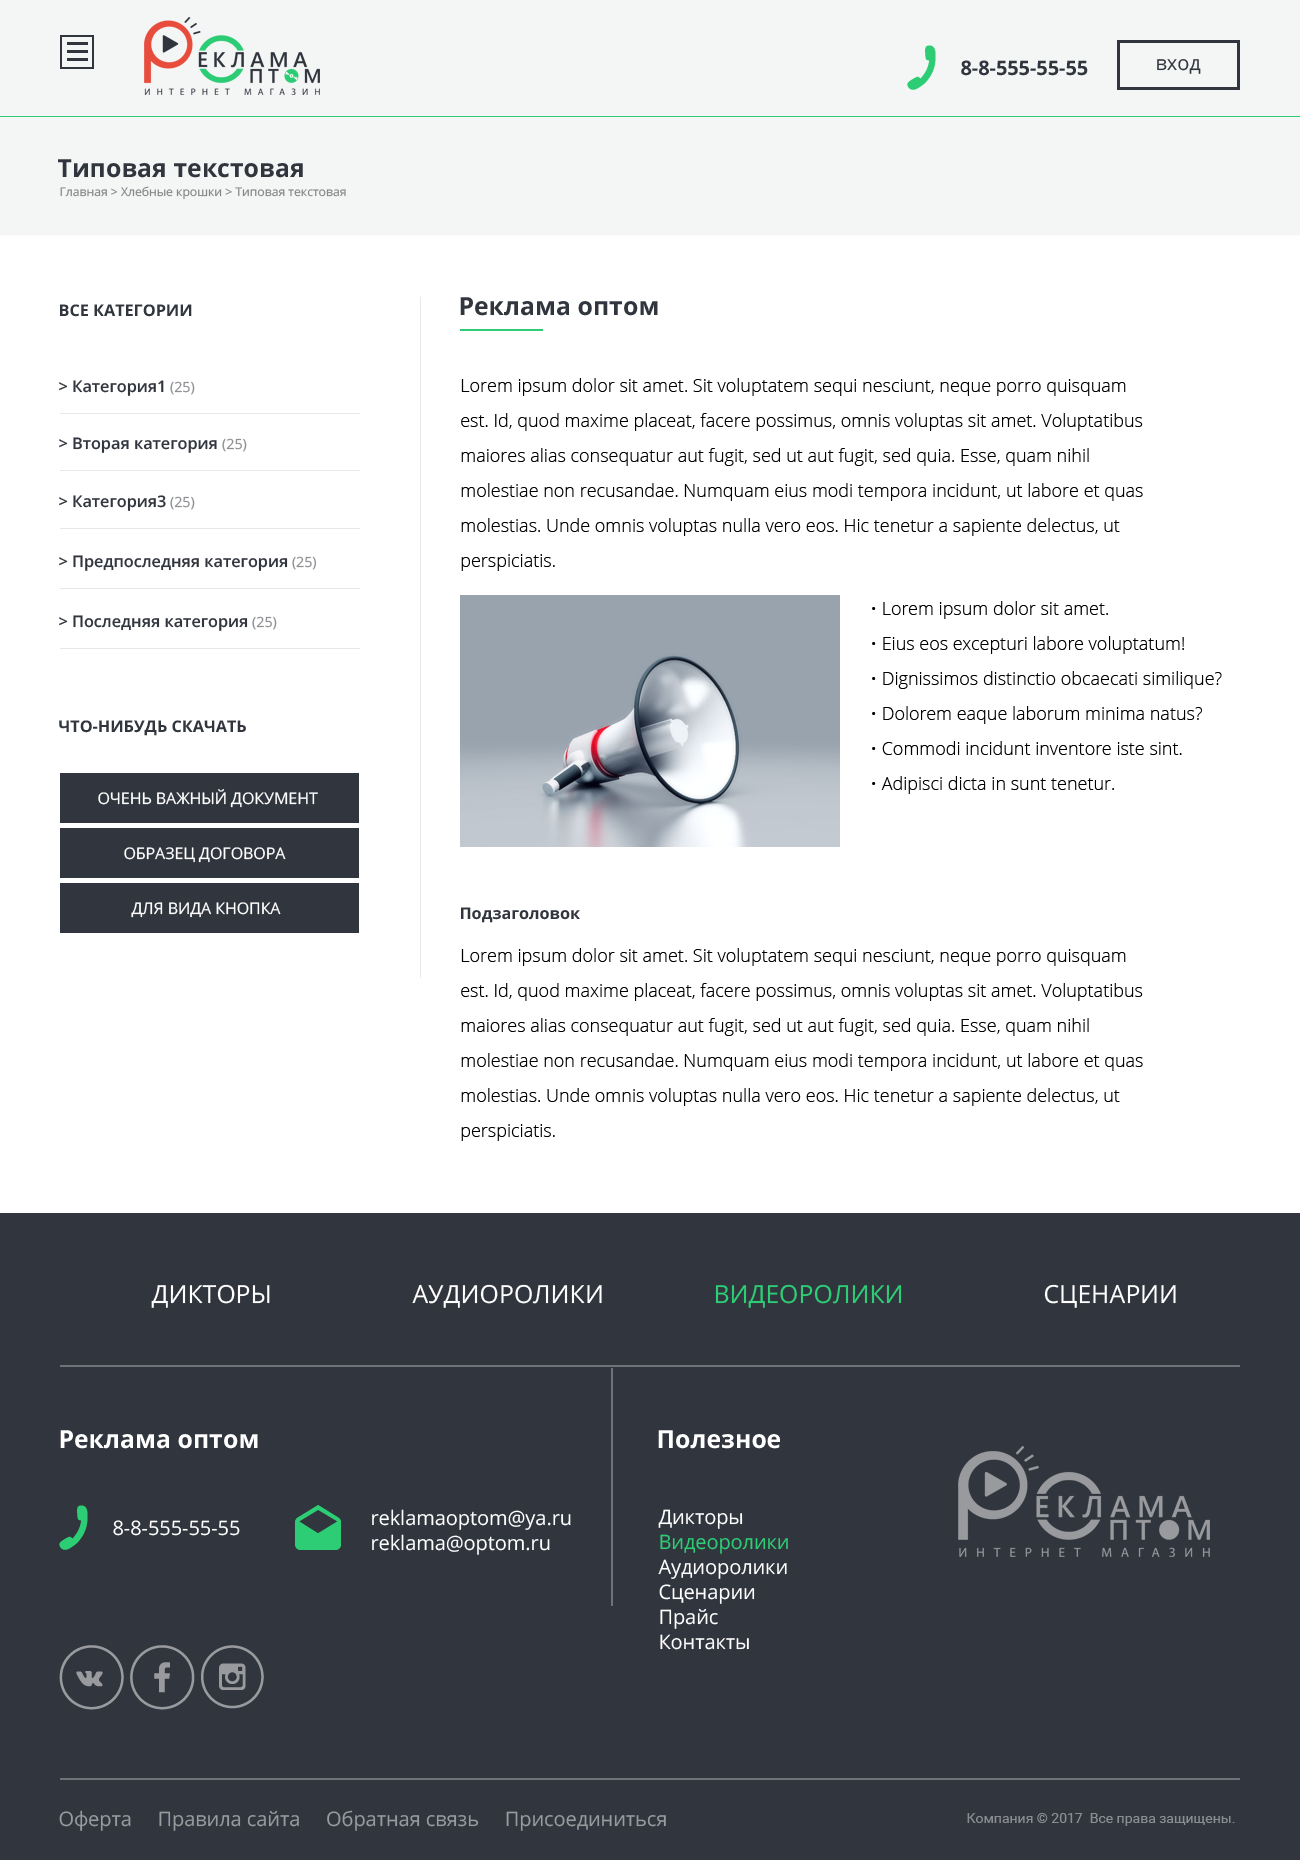 РЕКЛАМА
ОПТОМ
ИНТЕРНЕТ МАГАЗИН
8-8-555-55-55
ВХОД
Типовая текстовая
Главная > Хлебные крошки > Типовая текстовая
ВСЕ КАТЕГОРИИ
> Категория1 (25)
> Вторая категория (25)
> Категория3 (25)
> Предпоследняя категория (25)
> Последняя категория (25)
ЧТО-НИБУДЬ СКАЧАТЬ
ОЧЕНЬ ВАЖНЫЙ ДОКУМЕНТ
ОБРАЗЕЦ ДОГОВОРА
ДЛЯ ВИДА КНОПКА
Реклама оптом
Lorem ipsum dolor sit amet. Sit voluptatem sequi nesciunt, neque porro quisquam
est. Id, quod maxime placeat, facere possimus, omnis voluptas sit amet. Voluptatibus
maiores alias consequatur aut fugit, sed ut aut fugit, sed quia. Esse, quam nihil
molestiae non recusandae. Numquam eius modi tempora incidunt, ut labore et quas
molestias. Unde omnis voluptas nulla vero eos. Hic tenetur a sapiente delectus, ut
perspiciatis.
• Lorem ipsum dolor sit amet.
• Eius eos excepturi labore voluptatum!
• Dignissimos distinctio obcaecati similique?
• Dolorem eaque laborum minima natus?
• Commodi incidunt inventore iste sint.
• Adipisci dicta in sunt tenetur.
Подзаголовок
Lorem ipsum dolor sit amet. Sit voluptatem sequi nesciunt, neque porro quisquam
est. Id, quod maxime placeat, facere possimus, omnis voluptas sit amet. Voluptatibus
maiores alias consequatur aut fugit, sed ut aut fugit, sed quia. Esse, quam nihil
molestiae non recusandae. Numquam eius modi tempora incidunt, ut labore et quas
molestias. Unde omnis voluptas nulla vero eos. Hic tenetur a sapiente delectus, ut
perspiciatis.
ДИКТОРЫ
АУДИОРОЛИКИ
ВИДЕОРОЛИКИ
СЦЕНАРИИ
Реклама оптом
8-8-555-55-55
reklamaoptom@ya.ru
reklama@optom.ru
Полезное
Дикторы
Видеоролики
Аудиоролики
Сценарии
Прайс
Контакты
РЕКЛАМА
ОПТОМ
ИНТЕРНЕТ МАГАЗИН
Оферта
Правила сайта
Обратная связь
Присоединиться
Компания © 2017 Все права защищены.